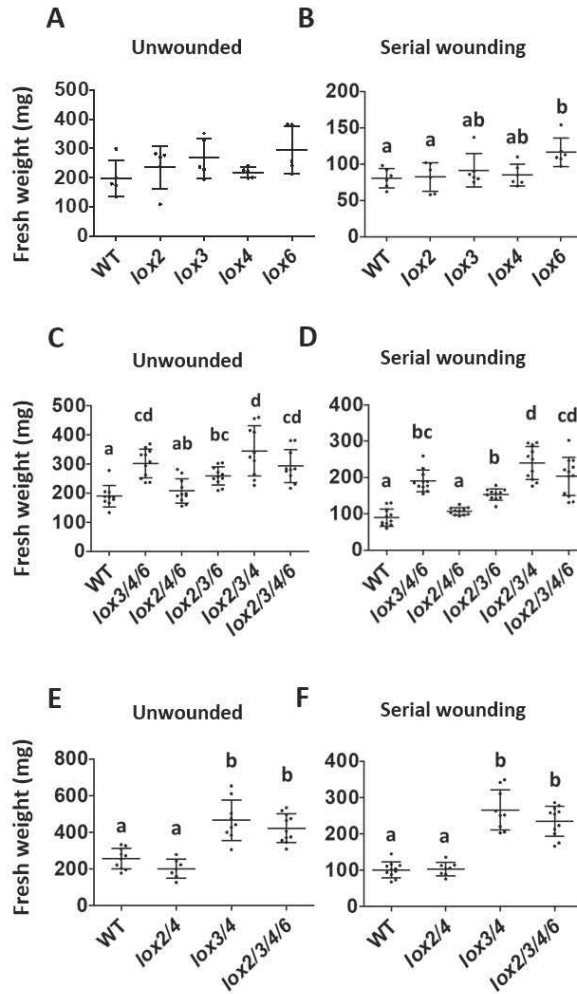 A
Unwounded
Fresh weight (mg)
500
400
300
200
100
0
WT
lox2
lox3
lox4
lox6
B
Serial wounding
200
150
100
50
0
a
a
ab
ab
b
WT
lox2
lox3
lox4
lox6
C
Unwounded
Fresh weight (mg)
500
400
300
200
100
0
a
cd
ab
bc
d
cd
WT
lox3/4/6
lox2/4/6
lox2/3/6
lox2/3/4
lox2/3/4/6
D
Serial wounding
400
300
200
100
0
a
bc
a
b
d
cd
WT
lox3/4/6
lox2/4/6
lox2/3/6
lox2/3/4
lox2/3/4/6
E
Unwounded
Fresh weight (mg)
800
600
400
200
0
a
a
b
b
WT
lox2/4
lox3/4
lox2/3/4/6
F
Serial wounding
400
300
200
100
0
a
a
b
b
WT
lox2/4
lox3/4
lox2/3/4/6